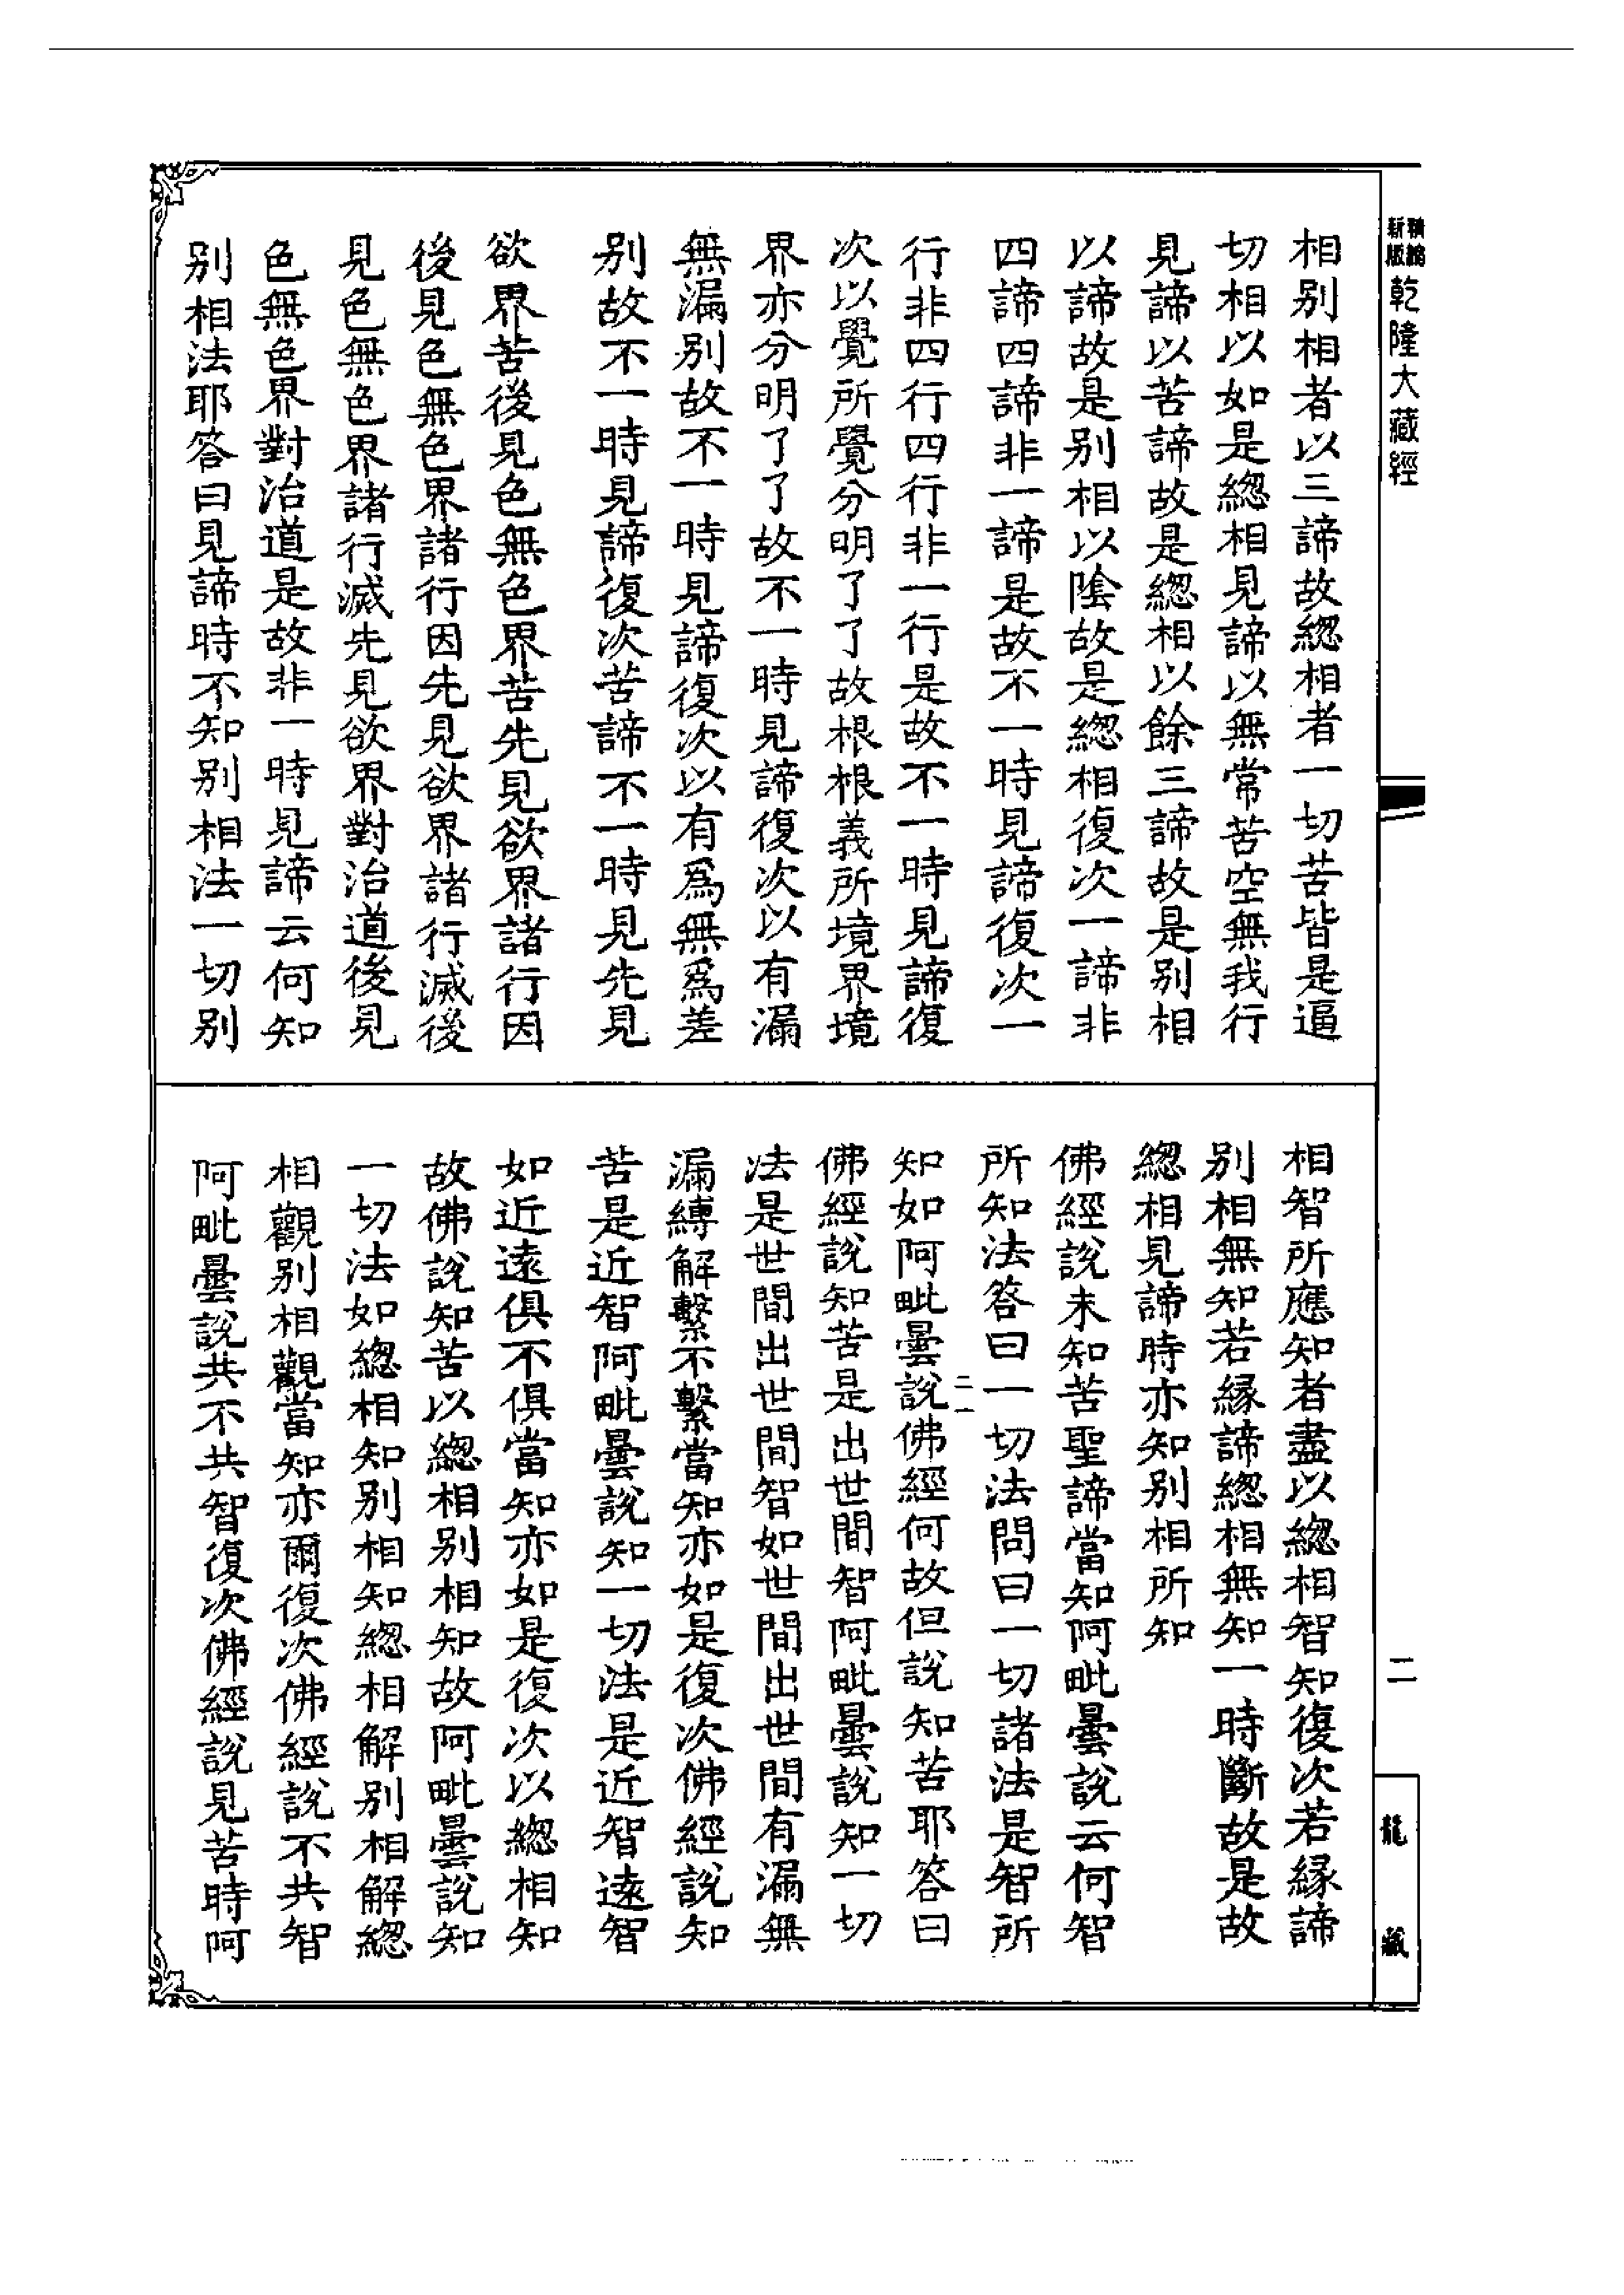 新編
新版
乾隆大藏經
相別相者以三諦故緫相者一切苦皆是逼
切相以如是緫相見諦以無常苦空無我行
見諦以苦諦故是緫相以餘三諦故是別相
以諦故是別相以陰故是緫相復次一諦非
四諦四諦非一諦是故不一時見諦復次一
行非四行四行非一行是故不一時見諦復
次以覺所覺分明了了故根根義所境界境
界亦分明了了故不一時見諦復次以有漏
無漏別故不一時見諦復次以有爲無爲差
別故不一時見諦復次苦諦不一時見先見
欲界苦後見色無色界苦先見欲界諸行因
後見色無色界諸行因先見欲界諸行滅後
見色無色界諸行滅先見欲界對治道後見
色無色界對治道是故非一時見諦云何知
別相法耶答曰見諦時不知別相法一切別
相智所應知者盡以緫相智知復次若緣諦
別相無知若緣諦緫相無知一時斷故是故
緫相見諦時亦知別相所知
佛經說未知苦聖諦當知阿毗曇說云何智
所知法答曰一切法問曰一切諸法是智所
知如阿毗曇說佛經何故但說知苦耶答曰
佛經說知苦是出世間智阿毗曇說知一切
法是世間出世間智如世間出世間有漏無
漏縛解繫不繫當知亦如是復次佛經說知
苦是近智阿毗曇說知一切法是近智遠智
如近遠俱不俱當知亦如是復次以緫相知
故佛說知苦以緫相別相知故阿毗曇說知
一切法如緫相知別相知緫相解別相解緫
相觀別相觀當知亦爾復次佛經說不共智
阿毗曇說共不共智復次佛經說見苦時阿
二一
二
龍藏